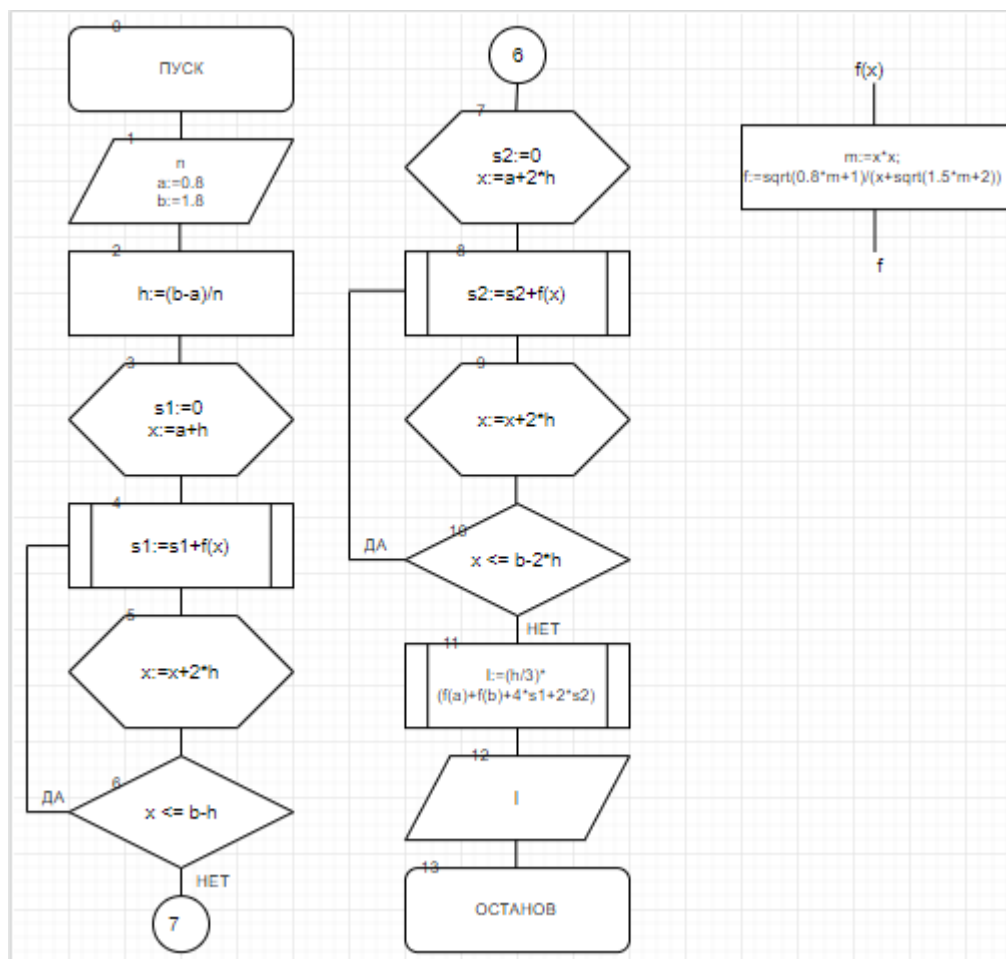 0
ПУСК
1
n
a:=0.8
b:=1.8
2
h:=(b-a)/n
3
s1:=0
x:=a+h
4
s1:=s1+f(x)
5
x:=x+2*h
6
ДА
x <= b-h
НЕТ
7
6
7
s2:=0
x:=a+2*h
8
s2:=s2+f(x)
9
x:=x+2*h
10
ДА
x <= b-2*h
НЕТ
11
I:=(h/3)*
(f(a)+f(b)+4*s1+2*s2)
12
I
13
ОСТАНОВ
f(x)
m:=x*x;
f:=sqrt(0.8*m+1)/(x+sqrt(1.5*m+2))
f